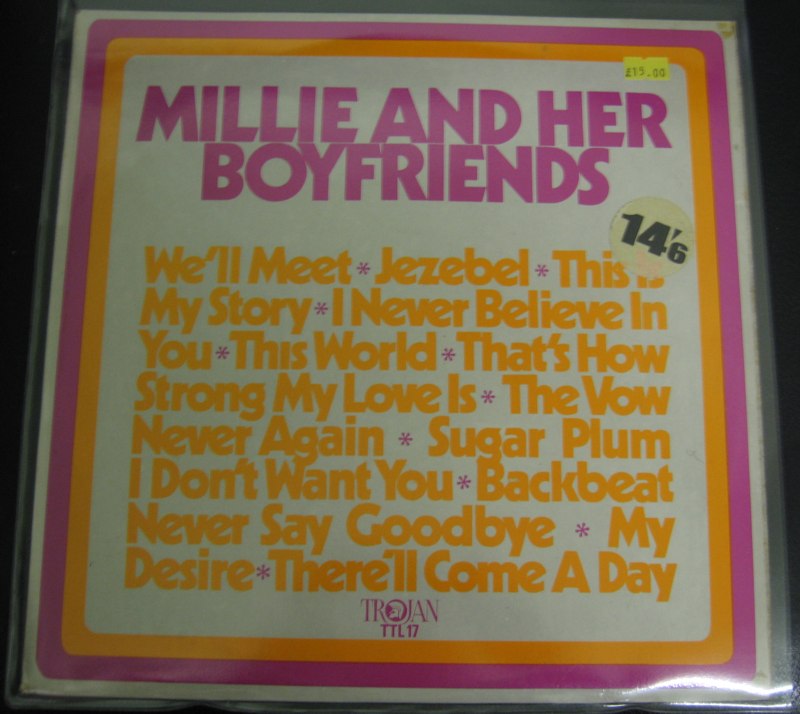 £15.00
MILLIE AND HER
BOYFRIENDS
14'6
We'll Meet * Jezebel * This Is
My Story * I Never Believe In
You * This World * That's How
Strong My Love Is * The Vow
Never Again * Sugar Plum
I Don't Want You * Backbeat
Never Say Goodbye * My
Desire * There'll Come A Day
TROJAN
TTL 17